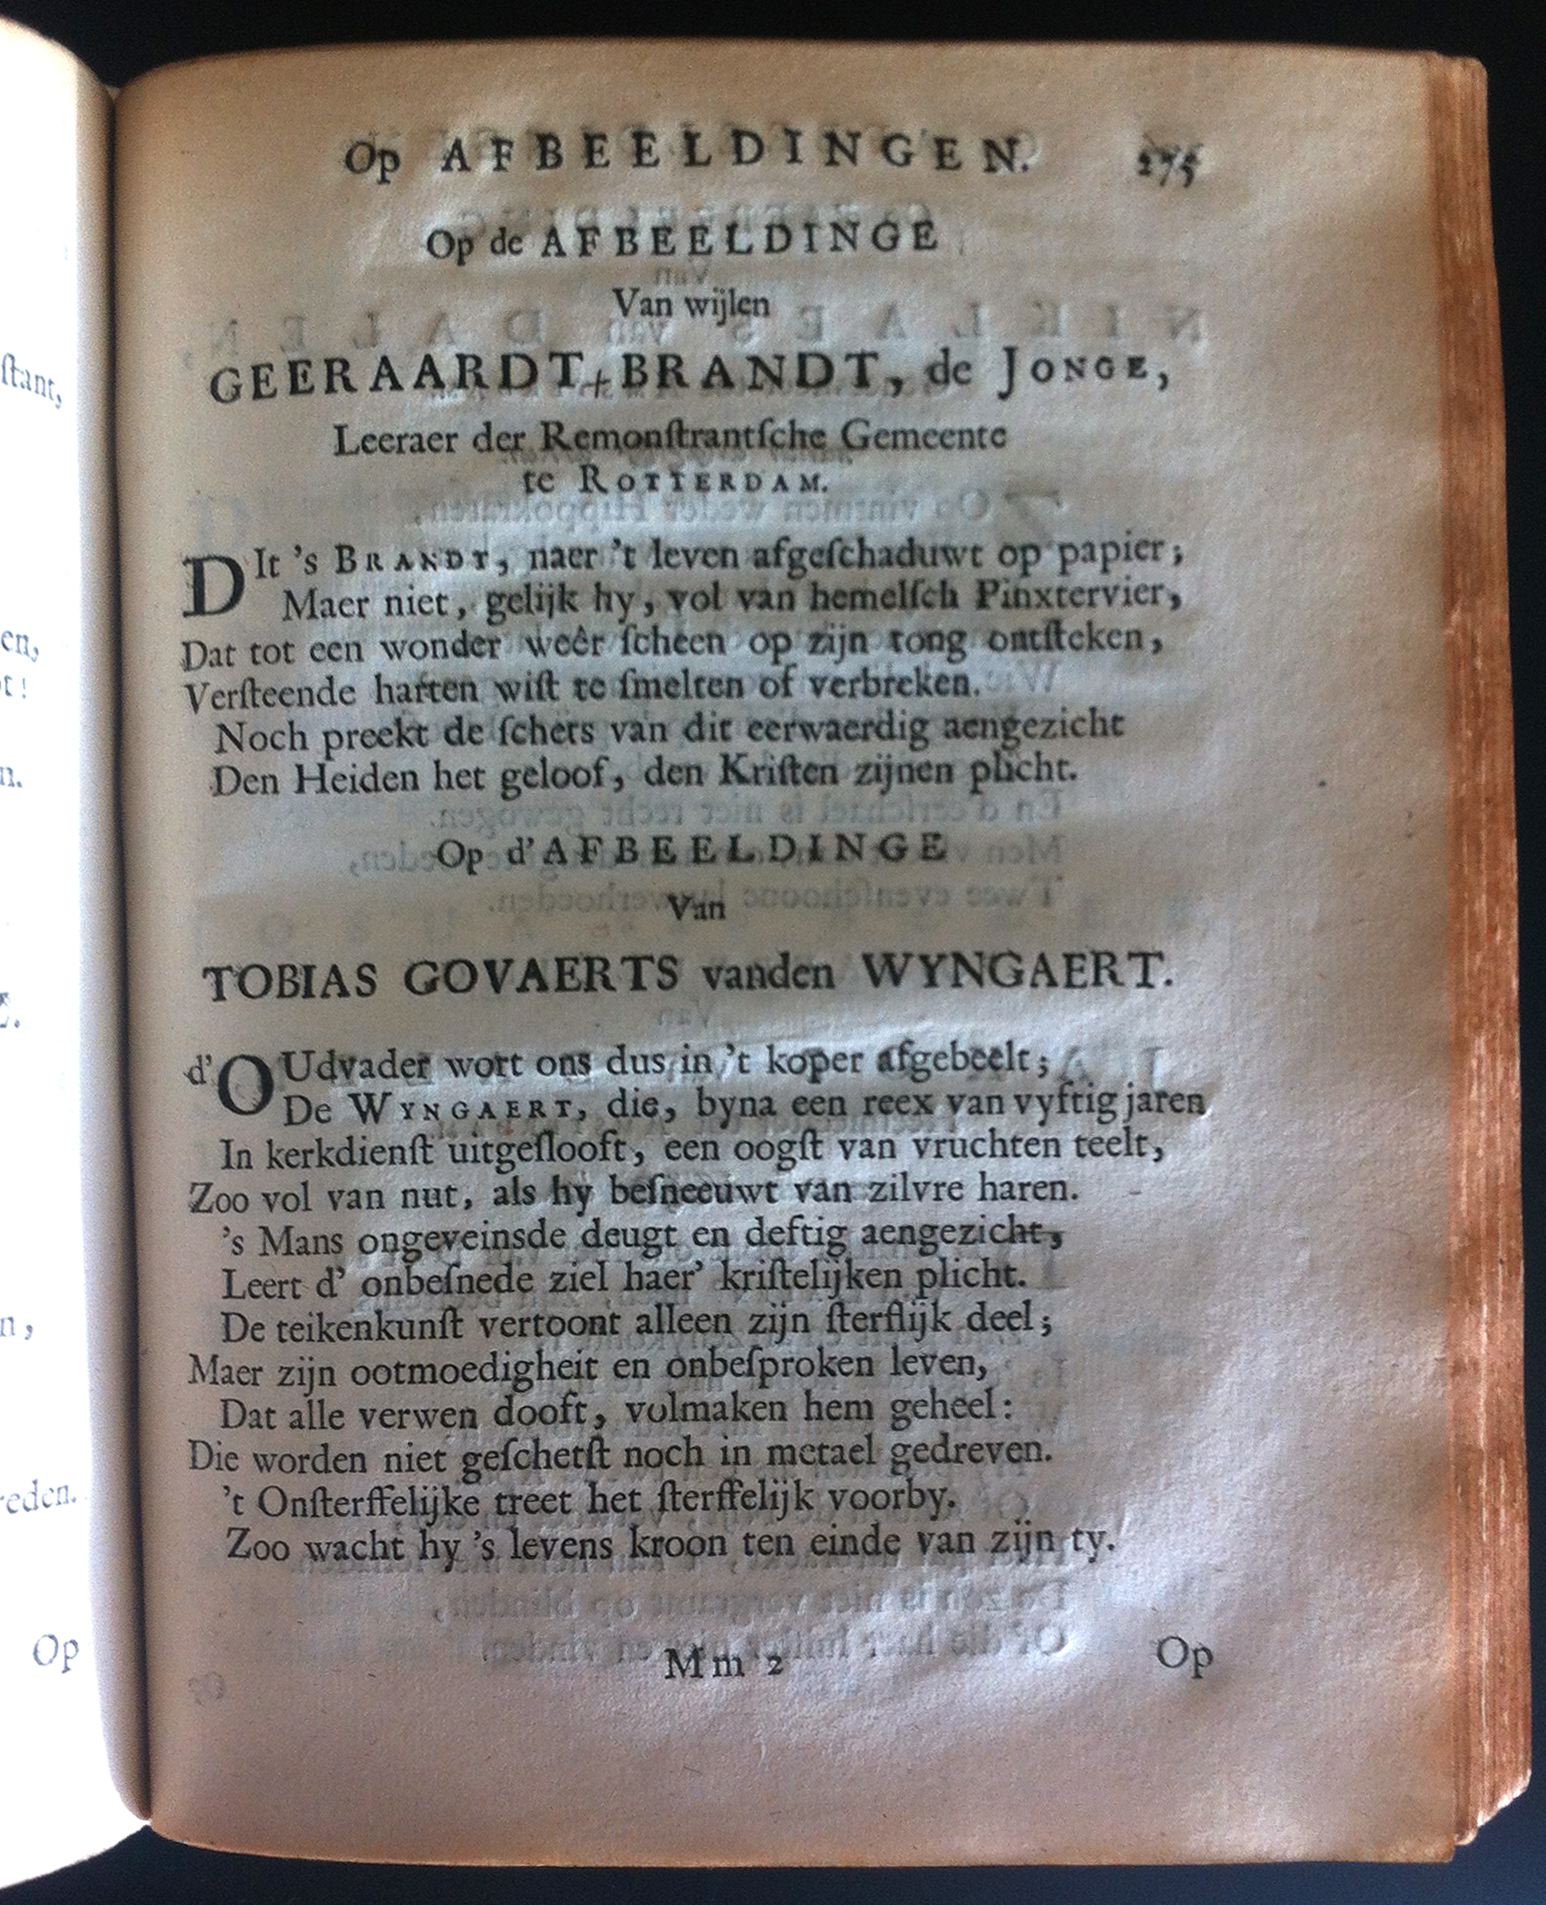 Op AFBEELDINGEN. 275
Op de AFBEELDINGE
Van wijlen
GEERAARDT BRANDT, de JONGE,
Leeraer der Remonſtrantſche Gemeente
te ROTTERDAM.
DIt 's BRANDT, naer 't leven afgeſchaduwt op papier;
Maer niet, gelijk hy, vol van hemelſch Pinxtervier,
Dat tot een wonder weêr ſcheen op zijn tong ontſteken,
Verſteende harten wiſt te ſmelten of verbreken.
Noch preekt de ſchets van dit eerwaerdig aengezicht
Den Heiden het geloof, den Kriſten zijnen plicht.
Op d'AFBEELDINGE
Van
TOBIAS GOVAERTS vanden WYNGAERT.
d'OUdvader wort ons dus in 't koper afgebeelt;
De WYNGAERT, die, byna een reex van vyftig jaren
In kerkdienſt uitgeſlooft, een oogſt van vruchten teelt,
Zoo vol van nut, als hy beſneeuwt van zilvre haren.
's Mans ongeveinsde deugt en deftig aengezicht,
Leert d' onbeſnede ziel haer' kriſtelijken plicht.
De teikenkunſt vertoont alleen zijn ſterflijk deel;
Maer zijn ootmoedigheit en onbeſproken leven,
Dat alle verwen dooft, volmaken hem geheel:
Die worden niet geſchetſt noch in metael gedreven.
't Onſterffelijke treet het ſterffelijk voorby.
Zoo wacht hy 's levens kroon ten einde van zijn ty.
Mm 2 Op
ſtant,
en,
n.
n,
reden.
Op